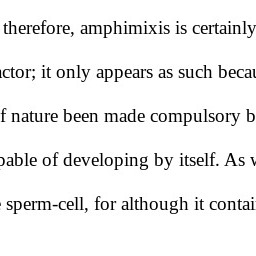 therefore, amphimixis is certainly
actor; it only appears as such becau
f nature been made compulsory b
pable of developing by itself. As w
sperm-cell, for although it contai